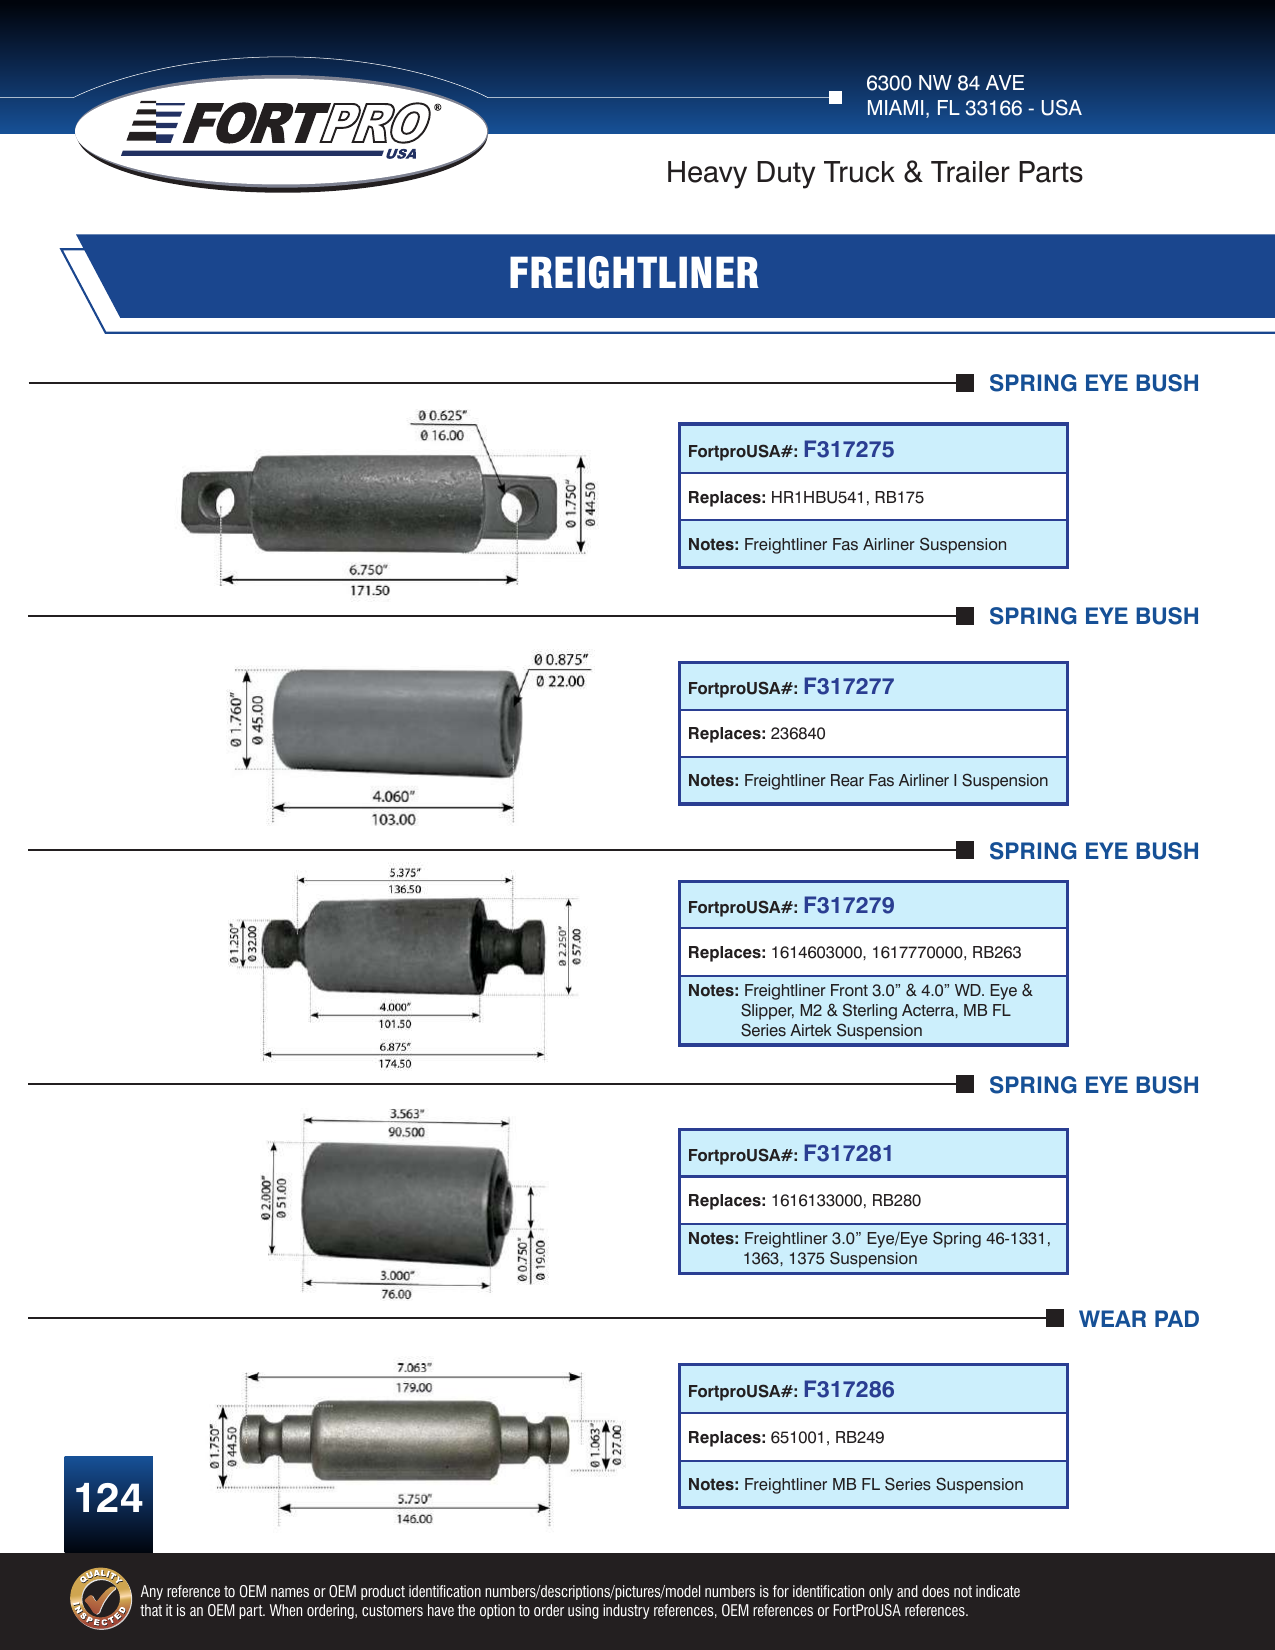 6300 NW 84 AVE
MIAMI, FL 33166 - USA
FORTPRO®
USA
Heavy Duty Truck & Trailer Parts
FREIGHTLINER
SPRING EYE BUSH
Ø 0.625"
Ø 16.00
Ø 1.750"
Ø 44.50
6.750"
171.50
FortproUSA#: F317275
Replaces: HR1HBU541, RB175
Notes: Freightliner Fas Airliner Suspension
SPRING EYE BUSH
Ø 0.875"
Ø 22.00
Ø 1.760"
Ø 45.00
4.060"
103.00
FortproUSA#: F317277
Replaces: 236840
Notes: Freightliner Rear Fas Airliner I Suspension
SPRING EYE BUSH
5.375"
136.50
Ø 1.250"
Ø 32.00
Ø 2.250"
Ø 57.00
4.000"
101.50
6.875"
174.50
FortproUSA#: F317279
Replaces: 1614603000, 1617770000, RB263
Notes: Freightliner Front 3.0” & 4.0” WD. Eye &
Slipper, M2 & Sterling Acterra, MB FL
Series Airtek Suspension
SPRING EYE BUSH
3.563"
90.500
Ø 2.000"
Ø 51.00
Ø 0.750"
Ø 19.00
3.000"
76.00
FortproUSA#: F317281
Replaces: 1616133000, RB280
Notes: Freightliner 3.0” Eye/Eye Spring 46-1331,
1363, 1375 Suspension
WEAR PAD
7.063"
179.00
Ø 1.750"
Ø 44.50
Ø 1.063"
Ø 27.00
5.750"
146.00
FortproUSA#: F317286
Replaces: 651001, RB249
Notes: Freightliner MB FL Series Suspension
124
QUALITY
INSPECTED
Any reference to OEM names or OEM product identification numbers/descriptions/pictures/model numbers is for identification only and does not indicate
that it is an OEM part. When ordering, customers have the option to order using industry references, OEM references or FortProUSA references.